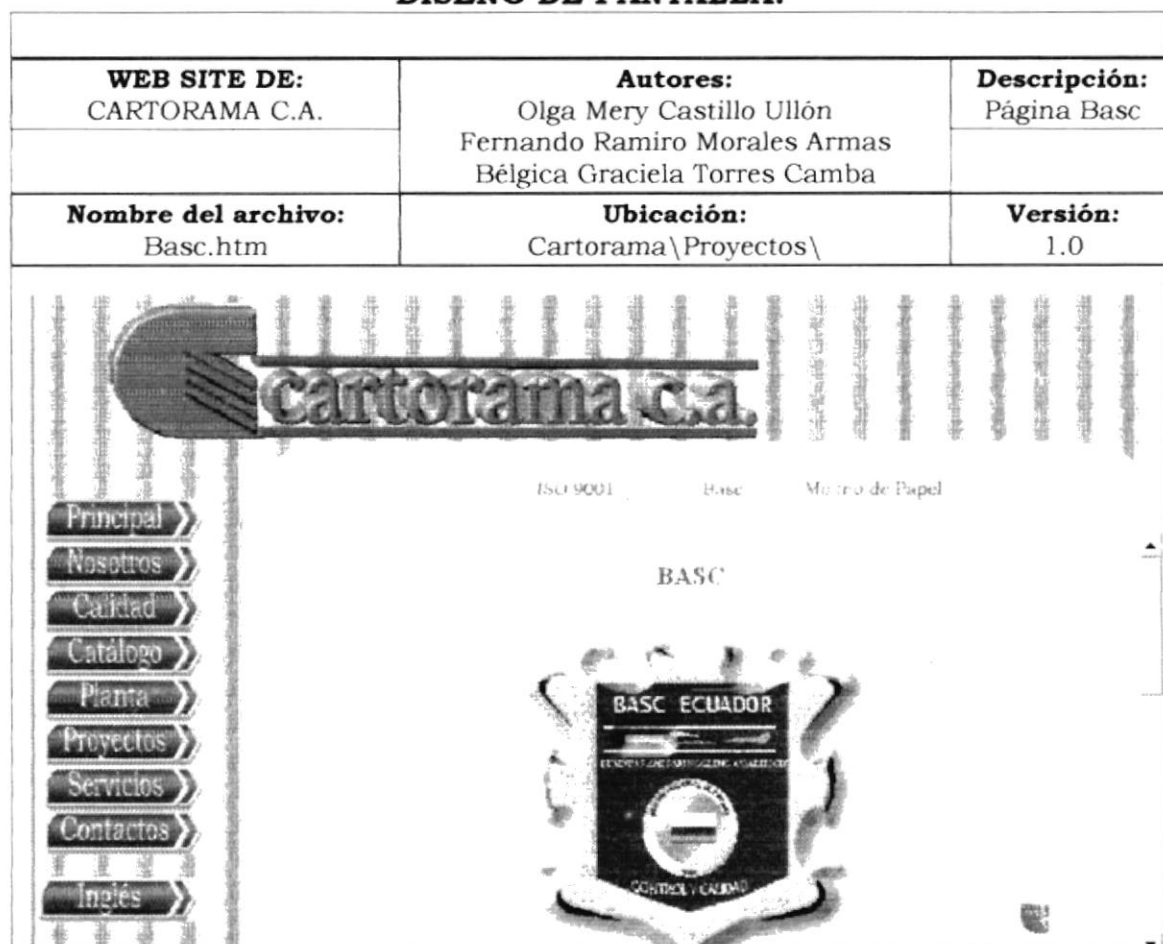 DISEÑO DE PANTALLA:
WEB SITE DE:
CARTORAMA C.A.
Autores:
Olga Mery Castillo Ullón
Fernando Ramiro Morales Armas
Bélgica Graciela Torres Camba
Descripción:
Página Basc
Nombre del archivo:
Basc.htm
Ubicación:
Cartorama\Proyectos\
Versión:
1.0
cartorama c.a.
ISO 9001 Basc de Papel
Principal
Nosotros
Calidad
Catálogo
Planta
Proyectos
Servicios
Contactos
Inglés
BASC
BASC ECUADOR
CONTROL Y CALIDAD